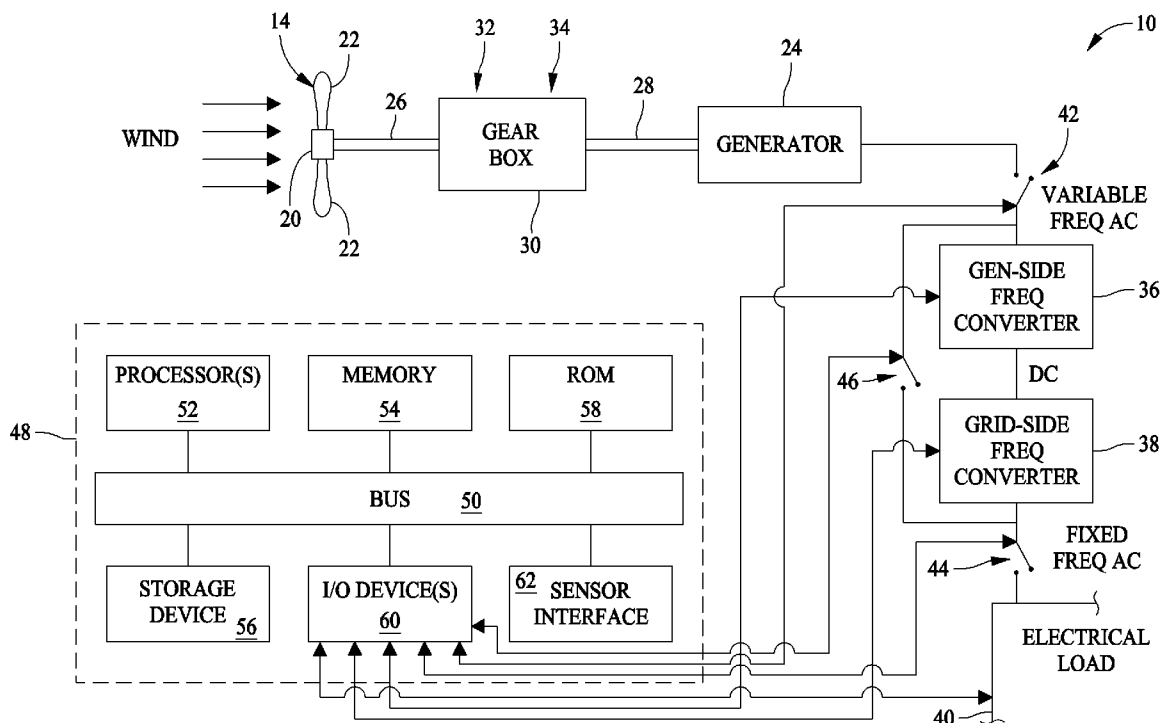 10
14
22
32
34
24
26
28
42
WIND
GEAR
BOX
GENERATOR
20
22
30
VARIABLE
FREQ AC
GEN-SIDE
FREQ
CONVERTER
36
46
DC
GRID-SIDE
FREQ
CONVERTER
38
48
PROCESSOR(S)
52
MEMORY
54
ROM
58
BUS 50
STORAGE
DEVICE 56
I/O DEVICE(S)
60
62 SENSOR
INTERFACE
44
FIXED
FREQ AC
ELECTRICAL
LOAD
40